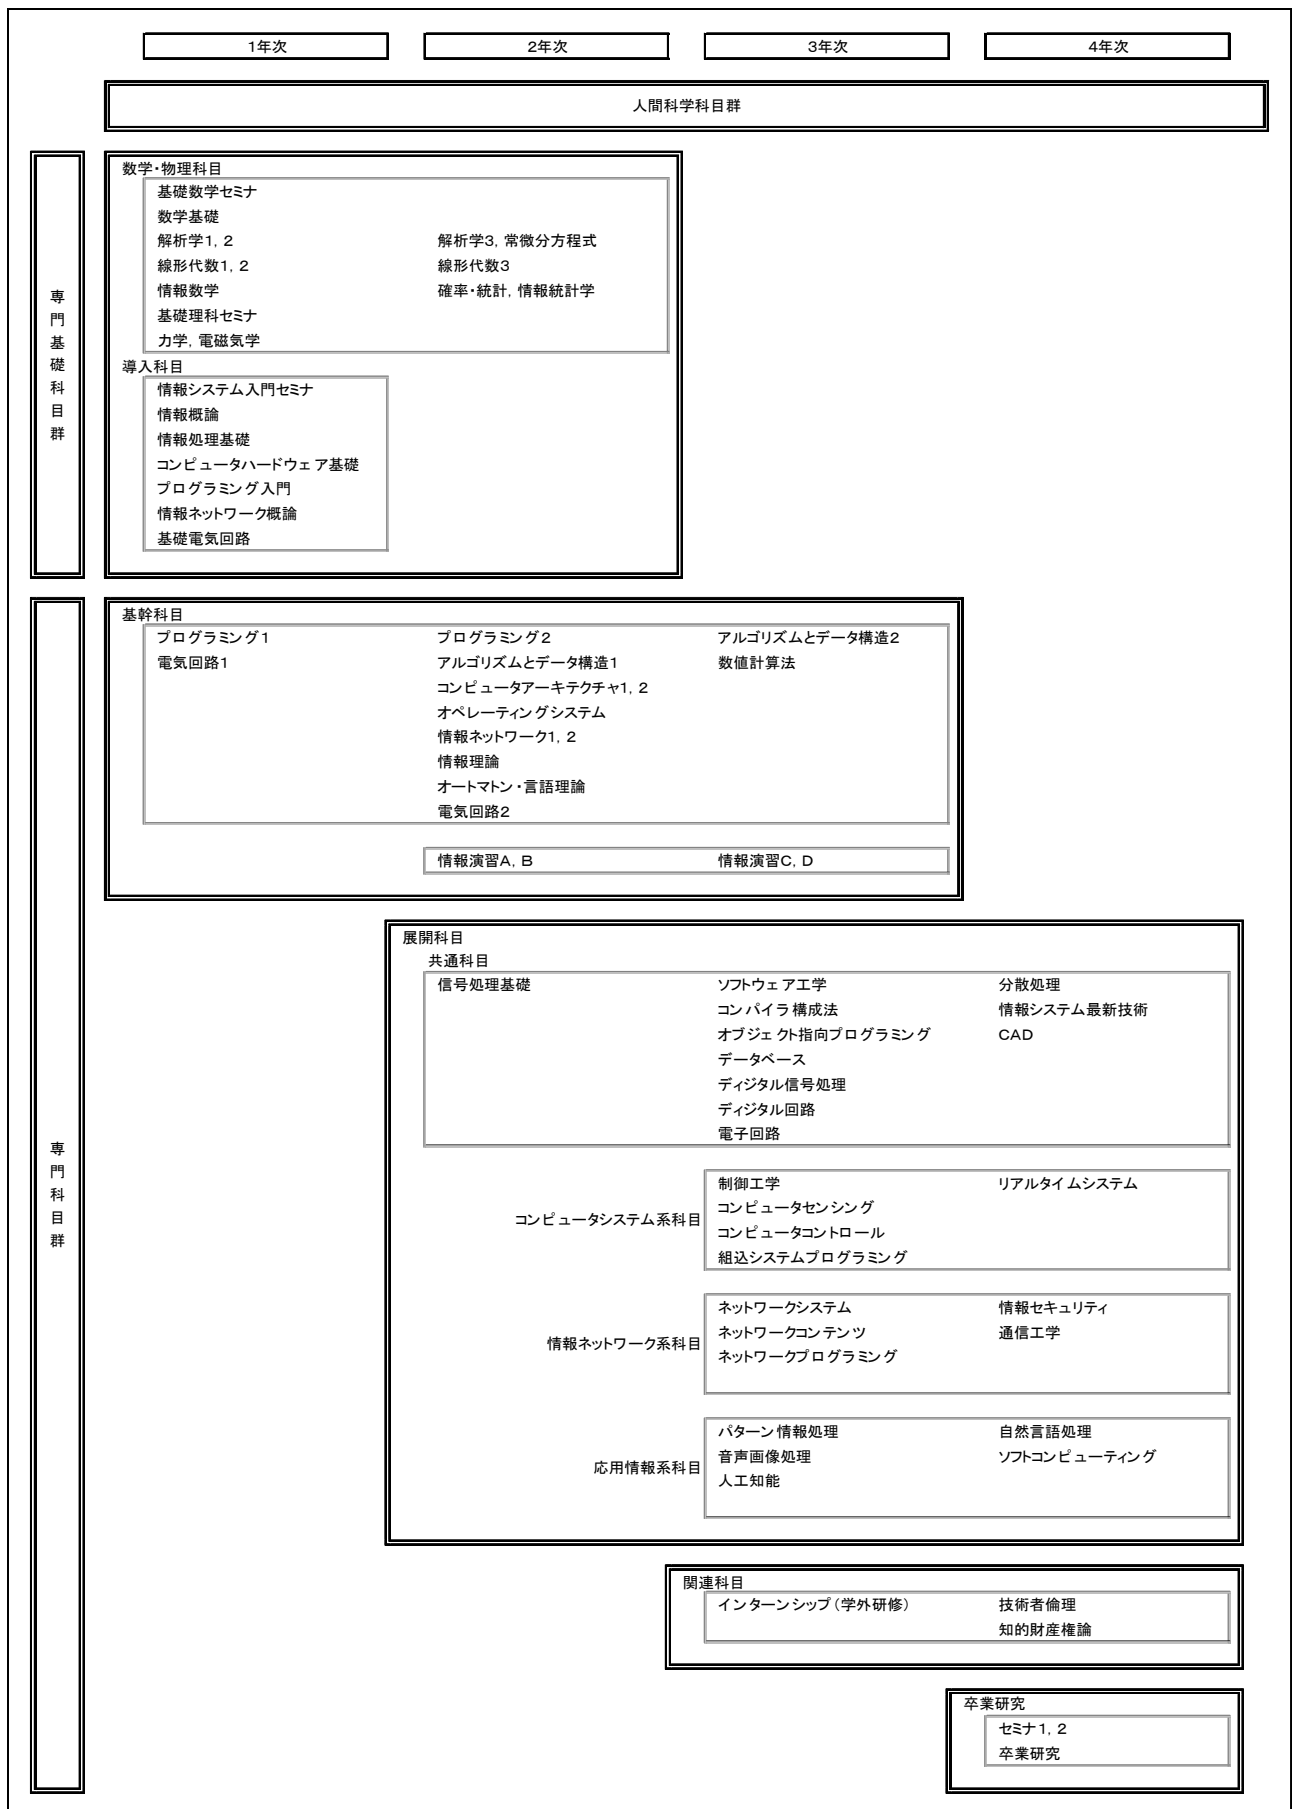 1年次 2年次 3年次 4年次
人間科学科目群
専門基礎科目群
数学・物理科目
基礎数学セミナ
数学基礎
解析学1, 2 解析学3, 常微分方程式
線形代数1, 2 線形代数3
情報数学 確率・統計, 情報統計学
基礎理科セミナ
力学, 電磁気学
導入科目
情報システム入門セミナ
情報概論
情報処理基礎
コンピュータハードウェア基礎
プログラミング入門
情報ネットワーク概論
基礎電気回路
専門科目群
基幹科目
プログラミング1 プログラミング2 アルゴリズムとデータ構造2
電気回路1 アルゴリズムとデータ構造1 数値計算法
コンピュータアーキテクチャ1, 2
オペレーティングシステム
情報ネットワーク1, 2
情報理論
オートマトン・言語理論
電気回路2
情報演習A, B 情報演習C, D
展開科目
共通科目
信号処理基礎 ソフトウェア工学 分散処理
コンパイラ構成法 情報システム最新技術
オブジェクト指向プログラミング CAD
データベース
ディジタル信号処理
ディジタル回路
電子回路
コンピュータシステム系科目
制御工学 リアルタイムシステム
コンピュータセンシング
コンピュータコントロール
組込システムプログラミング
情報ネットワーク系科目
ネットワークシステム 情報セキュリティ
ネットワークコンテンツ 通信工学
ネットワークプログラミング
応用情報系科目
パターン情報処理 自然言語処理
音声画像処理 ソフトコンピューティング
人工知能
関連科目
インターンシップ(学外研修) 技術者倫理
知的財産権論
卒業研究
セミナ1, 2
卒業研究